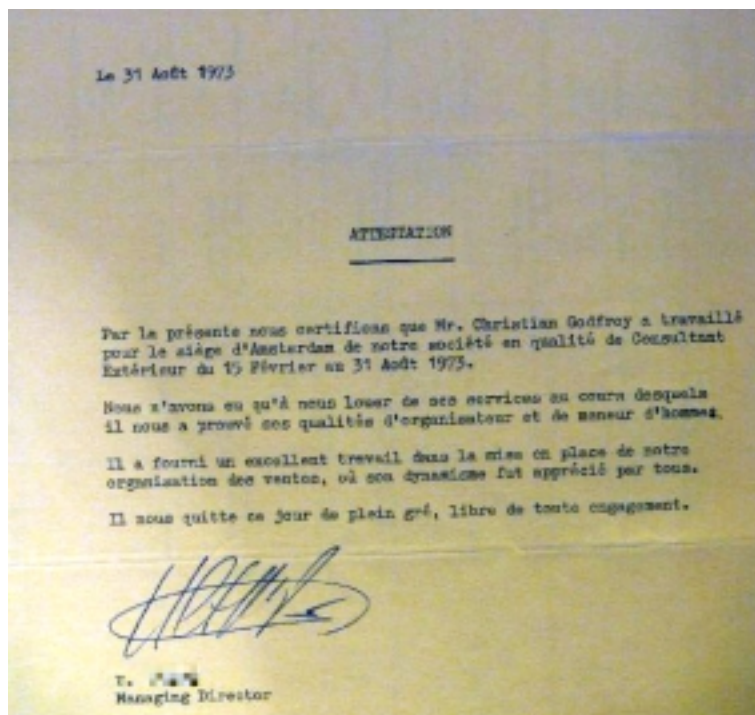 Le 31 Août 1973
ATTESTATION
Par la présente nous certifions que Mr. Christian Godfroy a travaillé
pour le siège d'Amsterdam de notre société en qualité de Consultant
Extérieur du 15 Février au 31 Août 1973.
Nous n'avons eu qu'à nous louer de ses services au cours desquels
il nous a prouvé ses qualités d'organisateur et de meneur d'hommes.
Il a fourni un excellent travail dans la mise en place de notre
organisation des ventes, où son dynamisme fut apprécié par tous.
Il nous quitte ce jour de plein gré, libre de toute engagement.
Managing Director